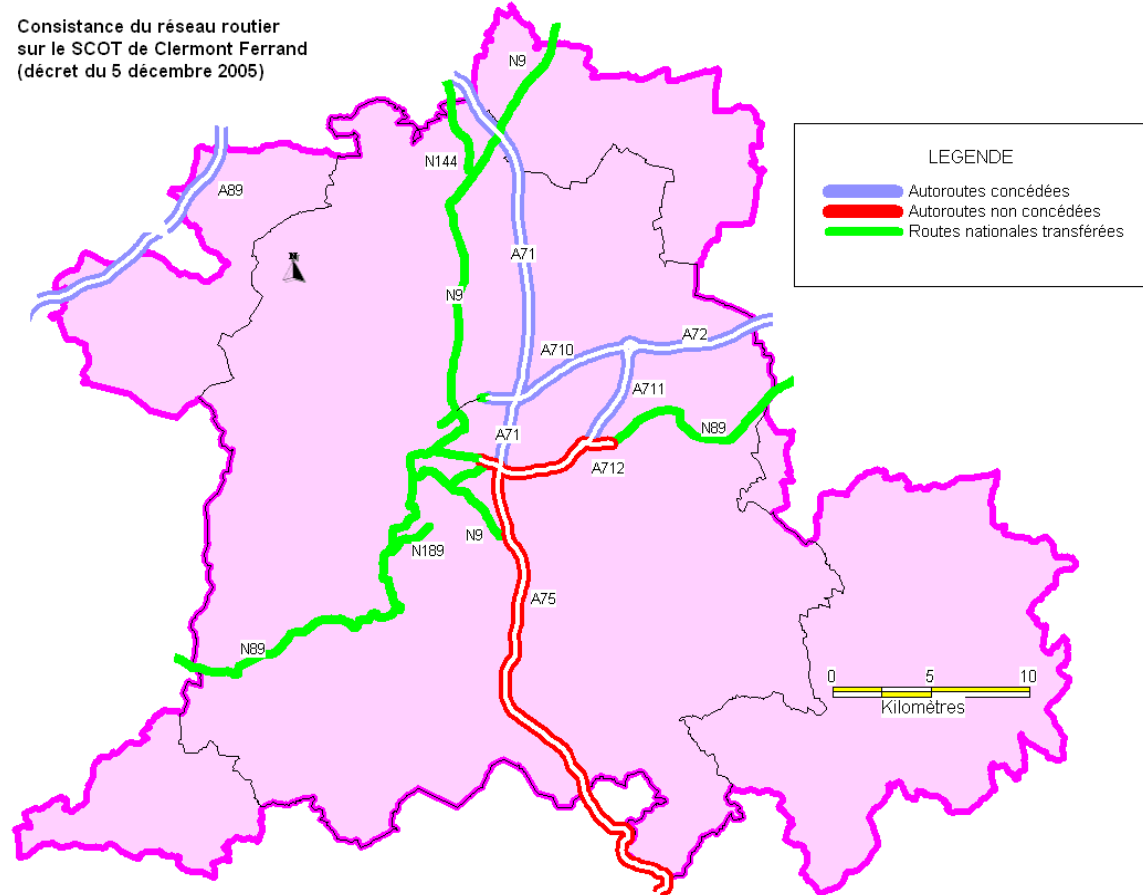 Consistance du réseau routier
sur le SCOT de Clermont Ferrand
(décret du 5 décembre 2005)
N9
N144
A89
LEGENDE
Autoroutes concédées
Autoroutes non concédées
Routes nationales transférées
N
A71
N9
A710
A72
A711
A71
N89
A712
N9
N189
A75
N89
0 5 10
Kilomètres